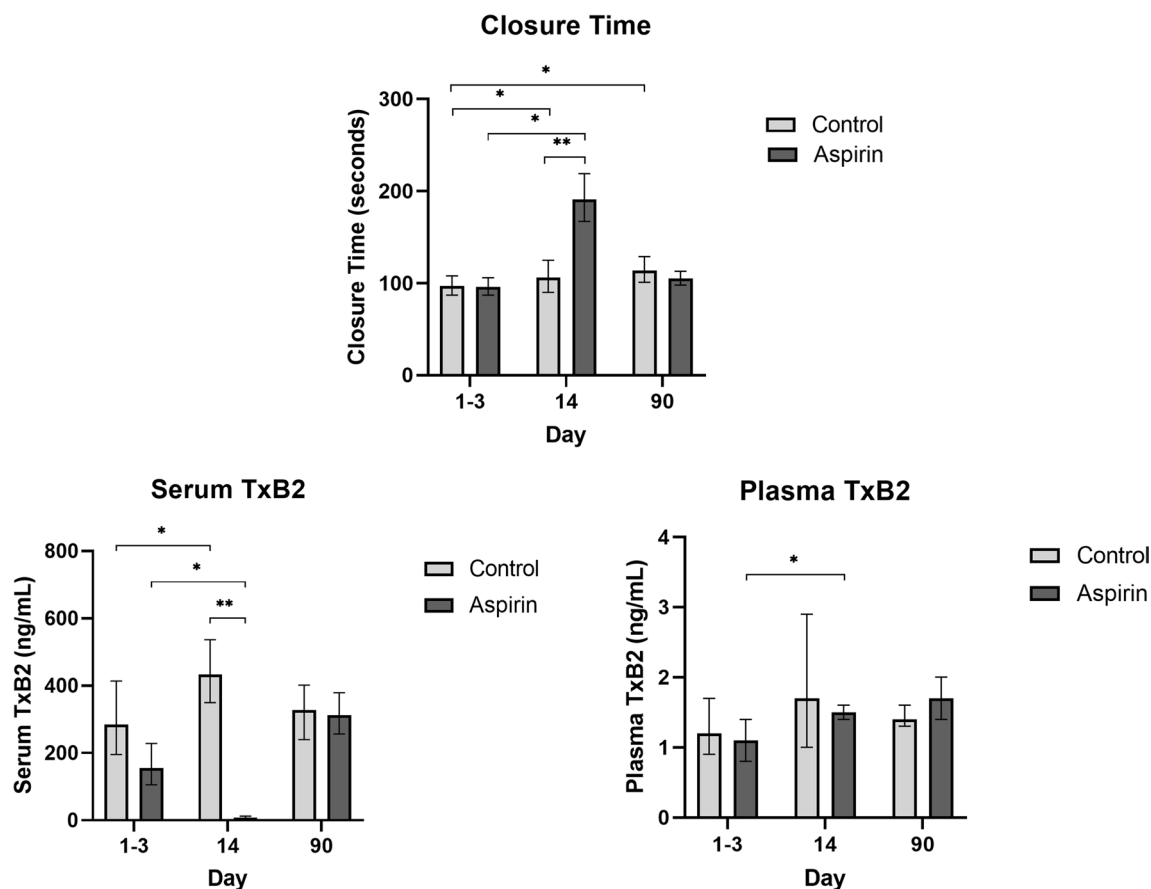 Closure Time
*
*
*
**
300
200
100
0
Closure Time (seconds)
1-3 14 90
Day
Control
Aspirin
Serum TxB2
*
*
**
800
600
400
200
0
Serum TxB2 (ng/mL)
1-3 14 90
Day
Control
Aspirin
Plasma TxB2
*
4
3
2
1
0
Plasma TxB2 (ng/mL)
1-3 14 90
Day
Control
Aspirin